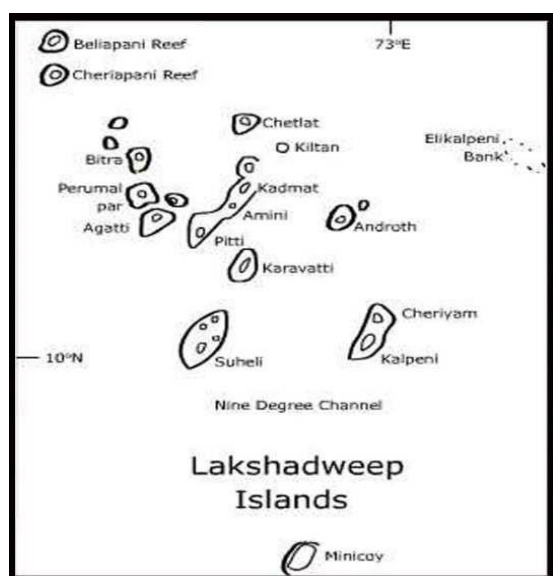 Beliapani Reef
73°E
Cheriapani Reef
Chetlat
Elikalpeni
Bank
Kiltan
Bitra
Kadmat
Perumal
par
Amini
Agatti
Androth
Pitti
Karavatti
Cheriyam
10°N
Suheli
Kalpeni
Nine Degree Channel
Lakshadweep
Islands
Minicoy